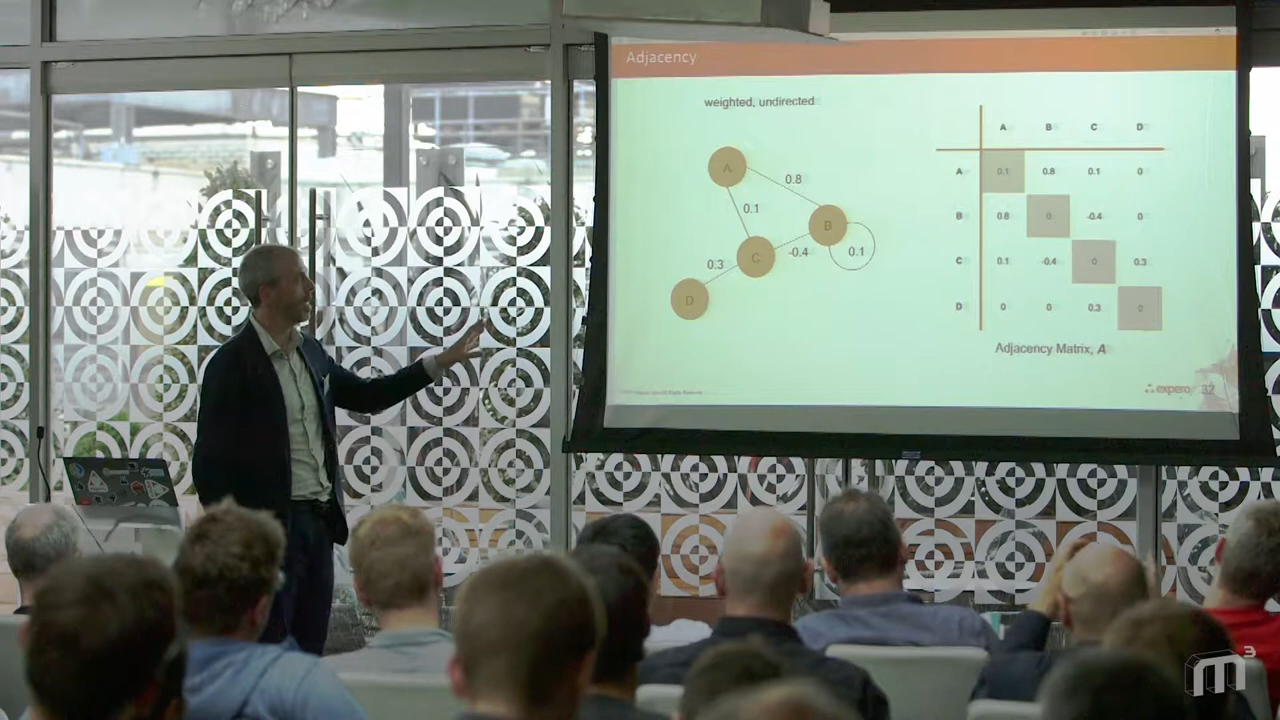 Adjacency
weighted, undirected
A
0.8
0.1
B
C
-0.4
0.1
0.3
D
A B C D
A 0.1 0.8 0.1 0
B 0.8 0 -0.4 0
C 0.1 -0.4 0 0.3
D 0 0 0.3 0
Adjacency Matrix, A
expero 32
m3